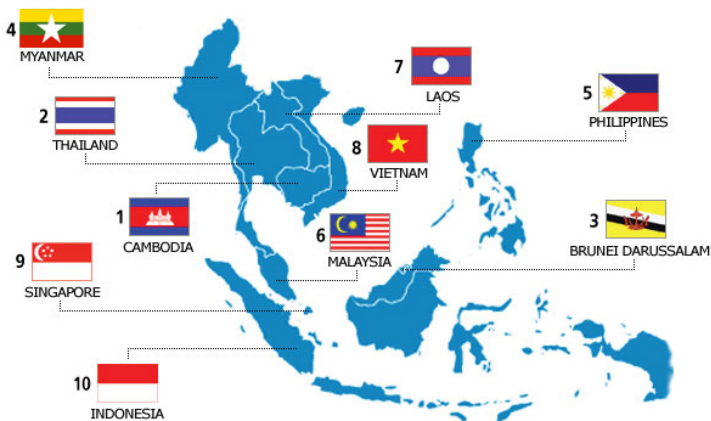 4
MYANMAR
7
LAOS
5
PHILIPPINES
2
THAILAND
8
VIETNAM
1
CAMBODIA
6
MALAYSIA
3
BRUNEI DARUSSALAM
9
SINGAPORE
10
INDONESIA